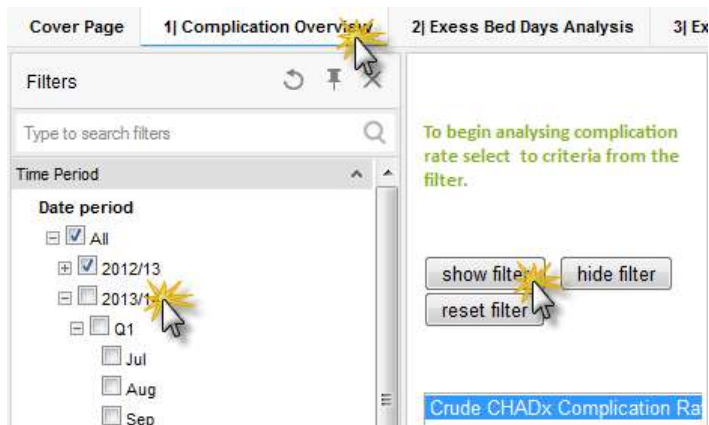 Cover Page 1| Complication Overview 2| Exess Bed Days Analysis 3| Ex
Filters
Type to search filters
Time Period
Date period
All
2012/13
2013/1
Q1
Jul
Aug
Sep
To begin analysing complication
rate select to criteria from the
filter.
show filter hide filter
reset filter
Crude CHADx Complication Ra